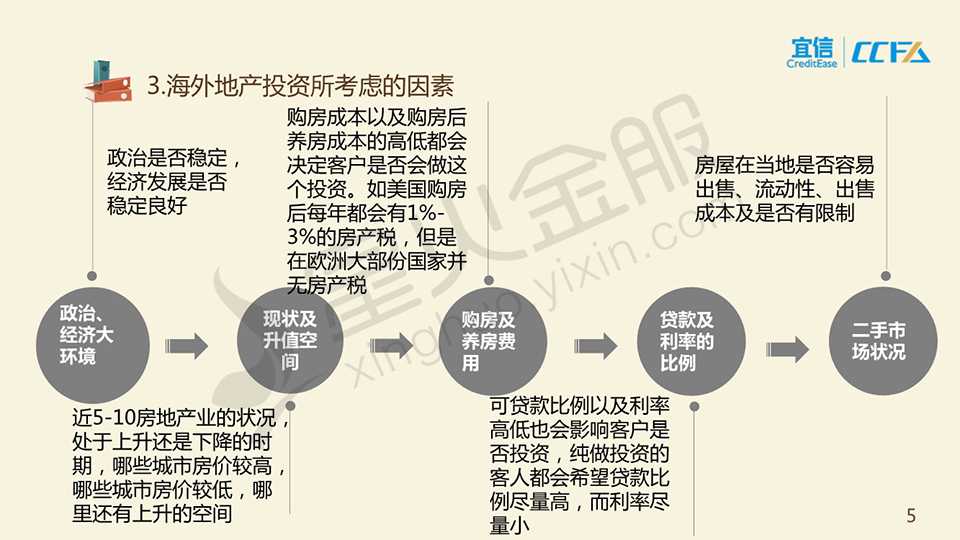 宜信
CreditEase
CCFA
3.海外地产投资所考虑的因素
政治是否稳定，
经济发展是否
稳定良好
购房成本以及购房后
养房成本的高低都会
决定客户是否会做这
个投资。如美国购房
后每年都会有1%-
3%的房产税，但是
在欧洲大部份国家并
无房产税
房屋在当地是否容易
出售、流动性、出售
成本及是否有限制
政治、
经济大
环境
现状及
升值空
间
购房及
养房费
用
贷款及
利率的
比例
二手市
场状况
近5-10房地产业的状况，
处于上升还是下降的时
期，哪些城市房价较高，
哪些城市房价较低，哪
里还有上升的空间
可贷款比例以及利率
高低也会影响客户是
否投资，纯做投资的
客人都会希望贷款比
例尽量高，而利率尽
量小
星火金服
xinghuo.yixin.com
5